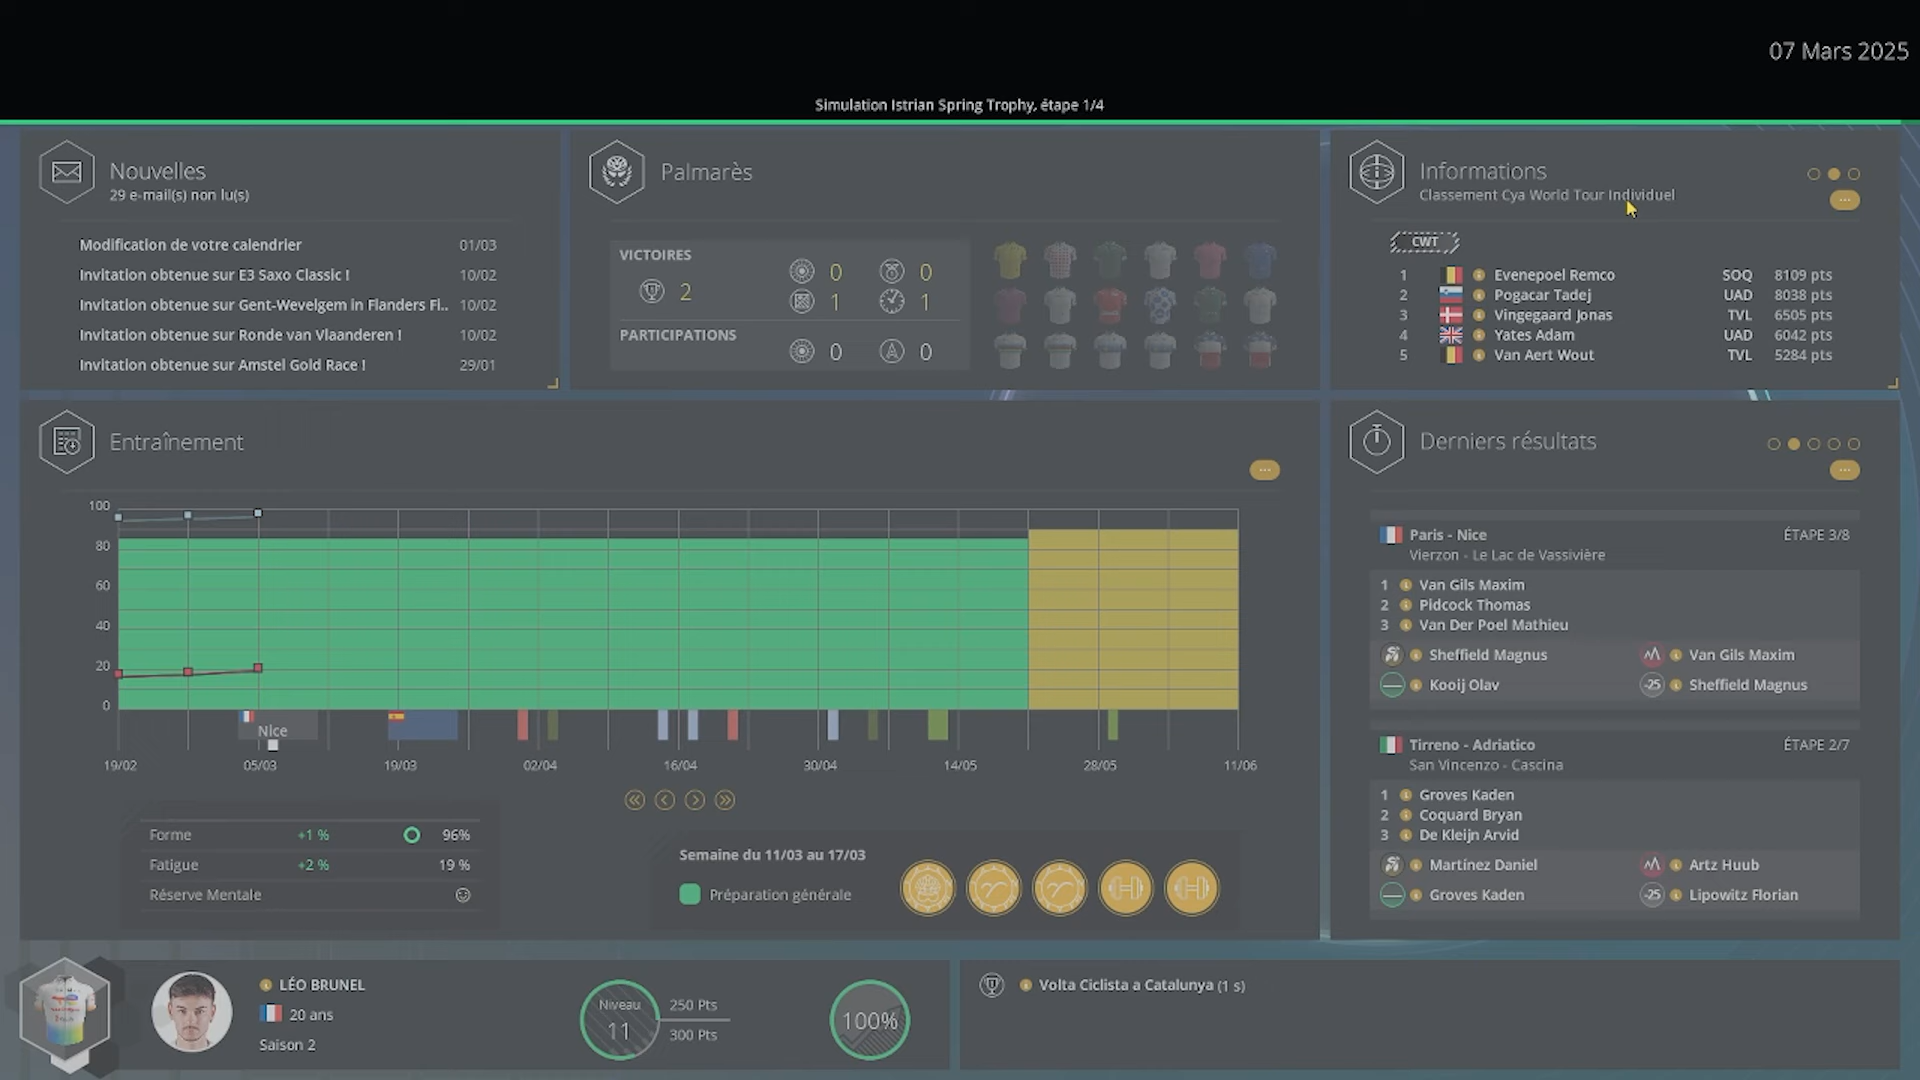 07 Mars 2025
Simulation Istrian Spring Trophy, étape 1/4
Nouvelles
29 e-mail(s) non lu(s)
Modification de votre calendrier 01/03
Invitation obtenue sur E3 Saxo Classic ! 10/02
Invitation obtenue sur Gent-Wevelgem in Flanders Fi.. 10/02
Invitation obtenue sur Ronde van Vlaanderen ! 10/02
Invitation obtenue sur Amstel Gold Race ! 29/01
Palmarès
VICTOIRES
2
0 0
1 1
PARTICIPATIONS
0 0
Informations
Classement Cya World Tour Individuel
CWT
1 Evenepoel Remco SOQ 8109 pts
2 Pogacar Tadej UAD 8038 pts
3 Vingegaard Jonas TVL 6505 pts
4 Yates Adam UAD 6042 pts
5 Van Aert Wout TVL 5284 pts
Entraînement
100
80
60
40
20
0
Nice
19/02 05/03 19/03 02/04 16/04 30/04 14/05 28/05 11/06
Forme +1 % 96%
Fatigue +2 % 19 %
Réserve Mentale
Semaine du 11/03 au 17/03
Préparation générale
Derniers résultats
Paris - Nice ÉTAPE 3/8
Vierzon - Le Lac de Vassivière
1 Van Gils Maxim
2 Pidcock Thomas
3 Van Der Poel Mathieu
Sheffield Magnus Van Gils Maxim
Kooij Olav -25 Sheffield Magnus
Tirreno - Adriatico ÉTAPE 2/7
San Vincenzo - Cascina
1 Groves Kaden
2 Coquard Bryan
3 De Kleijn Arvid
Martínez Daniel Artz Huub
Groves Kaden -25 Lipowitz Florian
LÉO BRUNEL
20 ans
Saison 2
Niveau
11
250 Pts
300 Pts
100%
Volta Ciclista a Catalunya (1 s)